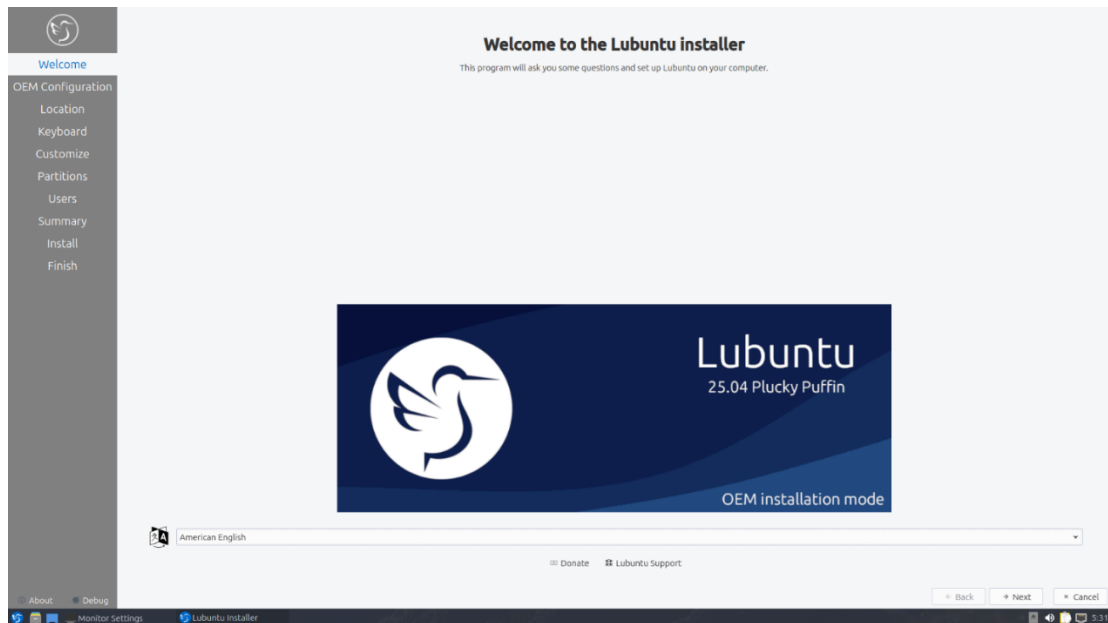 Welcome to the Lubuntu installer
This program will ask you some questions and set up Lubuntu on your computer.
Welcome
OEM Configuration
Location
Keyboard
Customize
Partitions
Users
Summary
Install
Finish
Lubuntu
25.04 Plucky Puffin
OEM installation mode
American English
Donate Lubuntu Support
About Debug
Back Next Cancel
Monitor Settings Lubuntu Installer 5:31